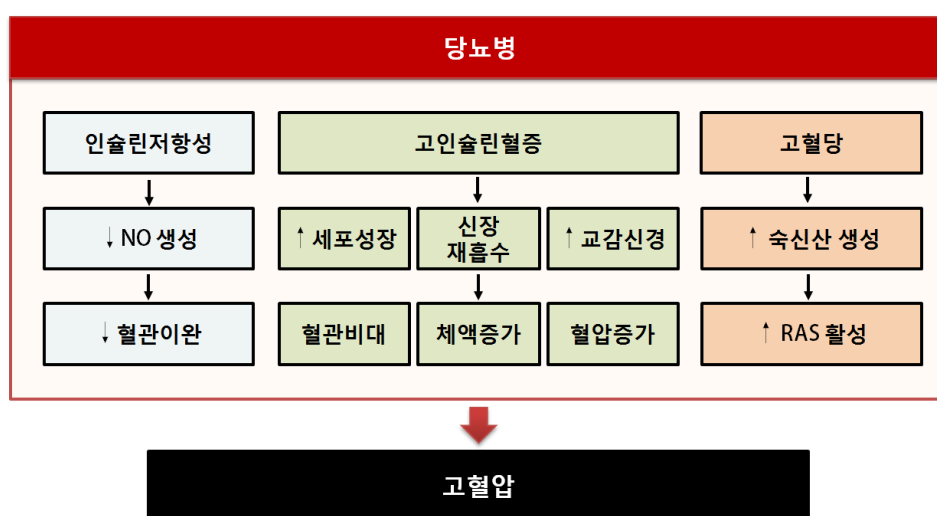 당뇨병
인슐린저항성
고인슐린혈증
고혈당
↓ NO 생성
↑ 세포성장
신장
재흡수
↑ 교감신경
↑ 숙신산 생성
↓ 혈관이완
혈관비대
체액증가
혈압증가
↑ RAS 활성
고혈압